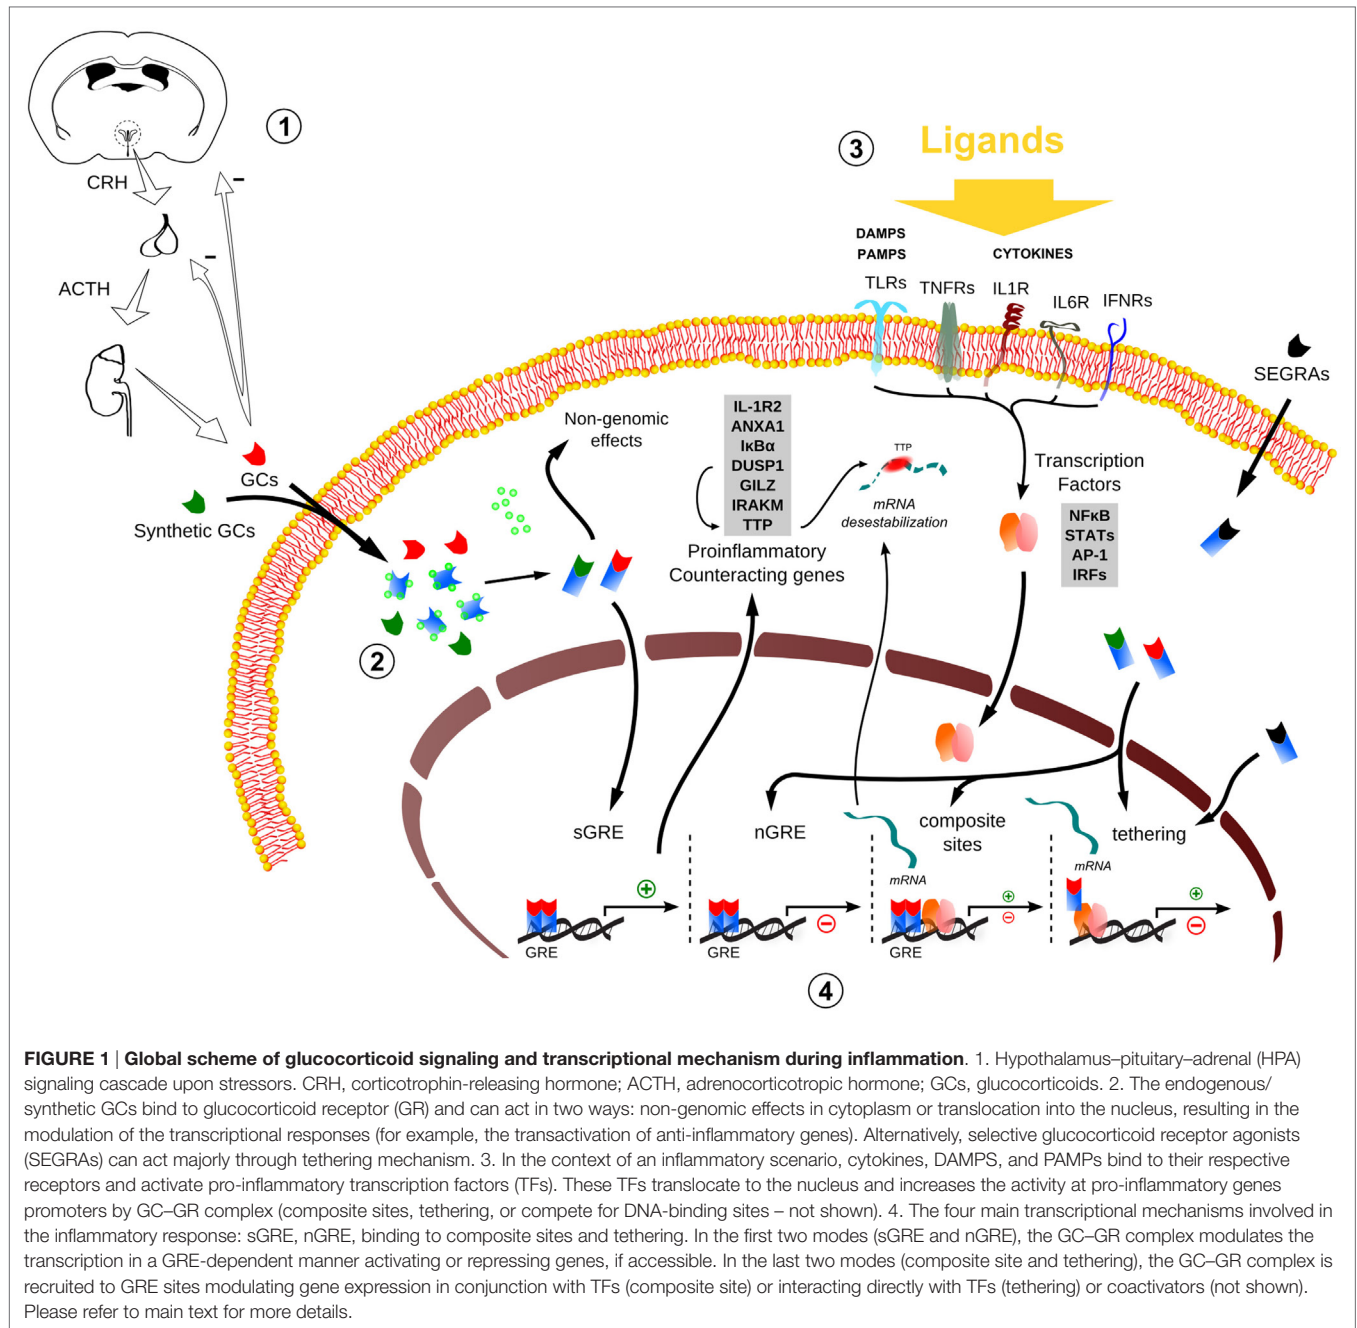 1
CRH
−
−
ACTH
GCs
Synthetic GCs
2
Non-genomic
effects
IL-1R2
ANXA1
IκBα
DUSP1
GILZ
IRAKM
TTP
Proinflammatory
Counteracting genes
TTP
mRNA
desestabilization
3
Ligands
DAMPS
PAMPS
CYTOKINES
TLRs
TNFRs
IL1R
IL6R
IFNRs
SEGRAs
Transcription
Factors
NFκB
STATs
AP-1
IRFs
sGRE
nGRE
composite
sites
tethering
mRNA
mRNA
+
−
+
−
+
−
GRE
GRE
GRE
4
FIGURE 1 | Global scheme of glucocorticoid signaling and transcriptional mechanism during inflammation. 1. Hypothalamus–pituitary–adrenal (HPA)
signaling cascade upon stressors. CRH, corticotrophin-releasing hormone; ACTH, adrenocorticotropic hormone; GCs, glucocorticoids. 2. The endogenous/
synthetic GCs bind to glucocorticoid receptor (GR) and can act in two ways: non-genomic effects in cytoplasm or translocation into the nucleus, resulting in the
modulation of the transcriptional responses (for example, the transactivation of anti-inflammatory genes). Alternatively, selective glucocorticoid receptor agonists
(SEGRAs) can act majorly through tethering mechanism. 3. In the context of an inflammatory scenario, cytokines, DAMPS, and PAMPs bind to their respective
receptors and activate pro-inflammatory transcription factors (TFs). These TFs translocate to the nucleus and increases the activity at pro-inflammatory genes
promoters by GC–GR complex (composite sites, tethering, or compete for DNA-binding sites – not shown). 4. The four main transcriptional mechanisms involved in
the inflammatory response: sGRE, nGRE, binding to composite sites and tethering. In the first two modes (sGRE and nGRE), the GC–GR complex modulates the
transcription in a GRE-dependent manner activating or repressing genes, if accessible. In the last two modes (composite site and tethering), the GC–GR complex is
recruited to GRE sites modulating gene expression in conjunction with TFs (composite site) or interacting directly with TFs (tethering) or coactivators (not shown).
Please refer to main text for more details.